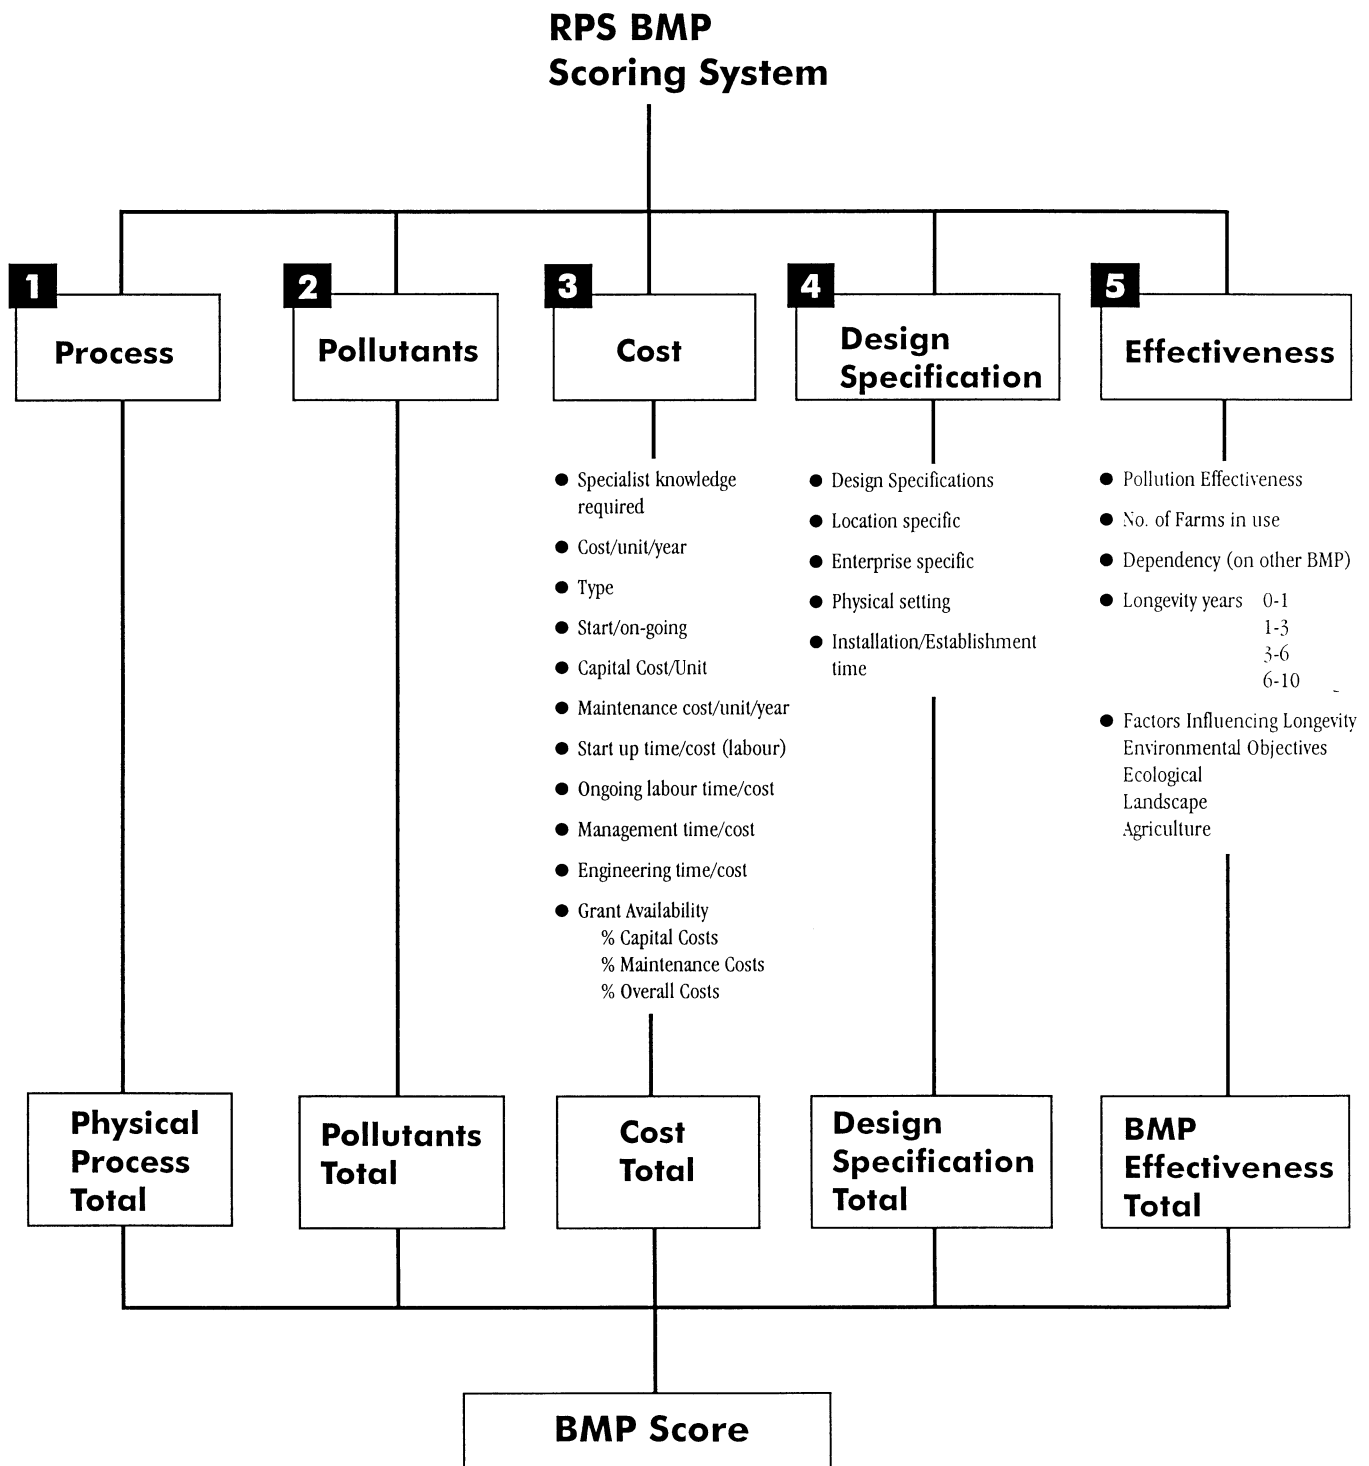 RPS BMP
Scoring System
1
Process
2
Pollutants
3
Cost
4
Design
Specification
5
Effectiveness
● Specialist knowledge
required
● Cost/unit/year
● Type
● Start/on-going
● Capital Cost/Unit
● Maintenance cost/unit/year
● Start up time/cost (labour)
● Ongoing labour time/cost
● Management time/cost
● Engineering time/cost
● Grant Availability
% Capital Costs
% Maintenance Costs
% Overall Costs
● Design Specifications
● Location specific
● Enterprise specific
● Physical setting
● Installation/Establishment
time
● Pollution Effectiveness
● No. of Farms in use
● Dependency (on other BMP)
● Longevity years 0-1
1-3
3-6
6-10
● Factors Influencing Longevity
Environmental Objectives
Ecological
Landscape
Agriculture
Physical
Process
Total
Pollutants
Total
Cost
Total
Design
Specification
Total
BMP
Effectiveness
Total
BMP Score